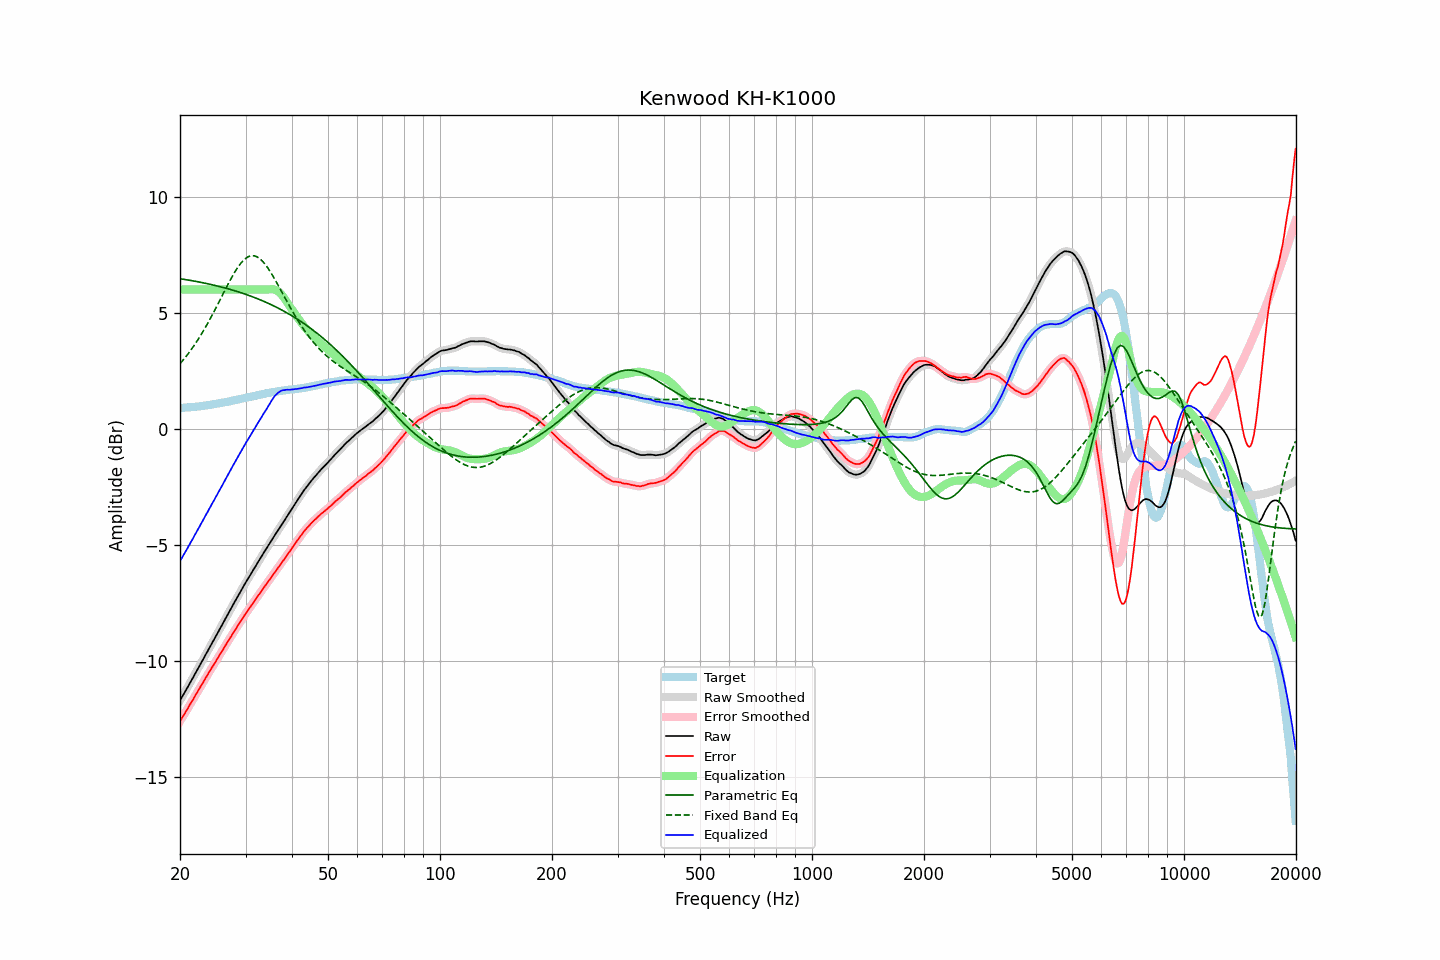 Kenwood KH-K1000
Amplitude (dBr)
10
5
0
−5
−10
−15
20
50
100
200
500
1000
2000
5000
10000
20000
Frequency (Hz)
Target
Raw Smoothed
Error Smoothed
Raw
Error
Equalization
Parametric Eq
Fixed Band Eq
Equalized